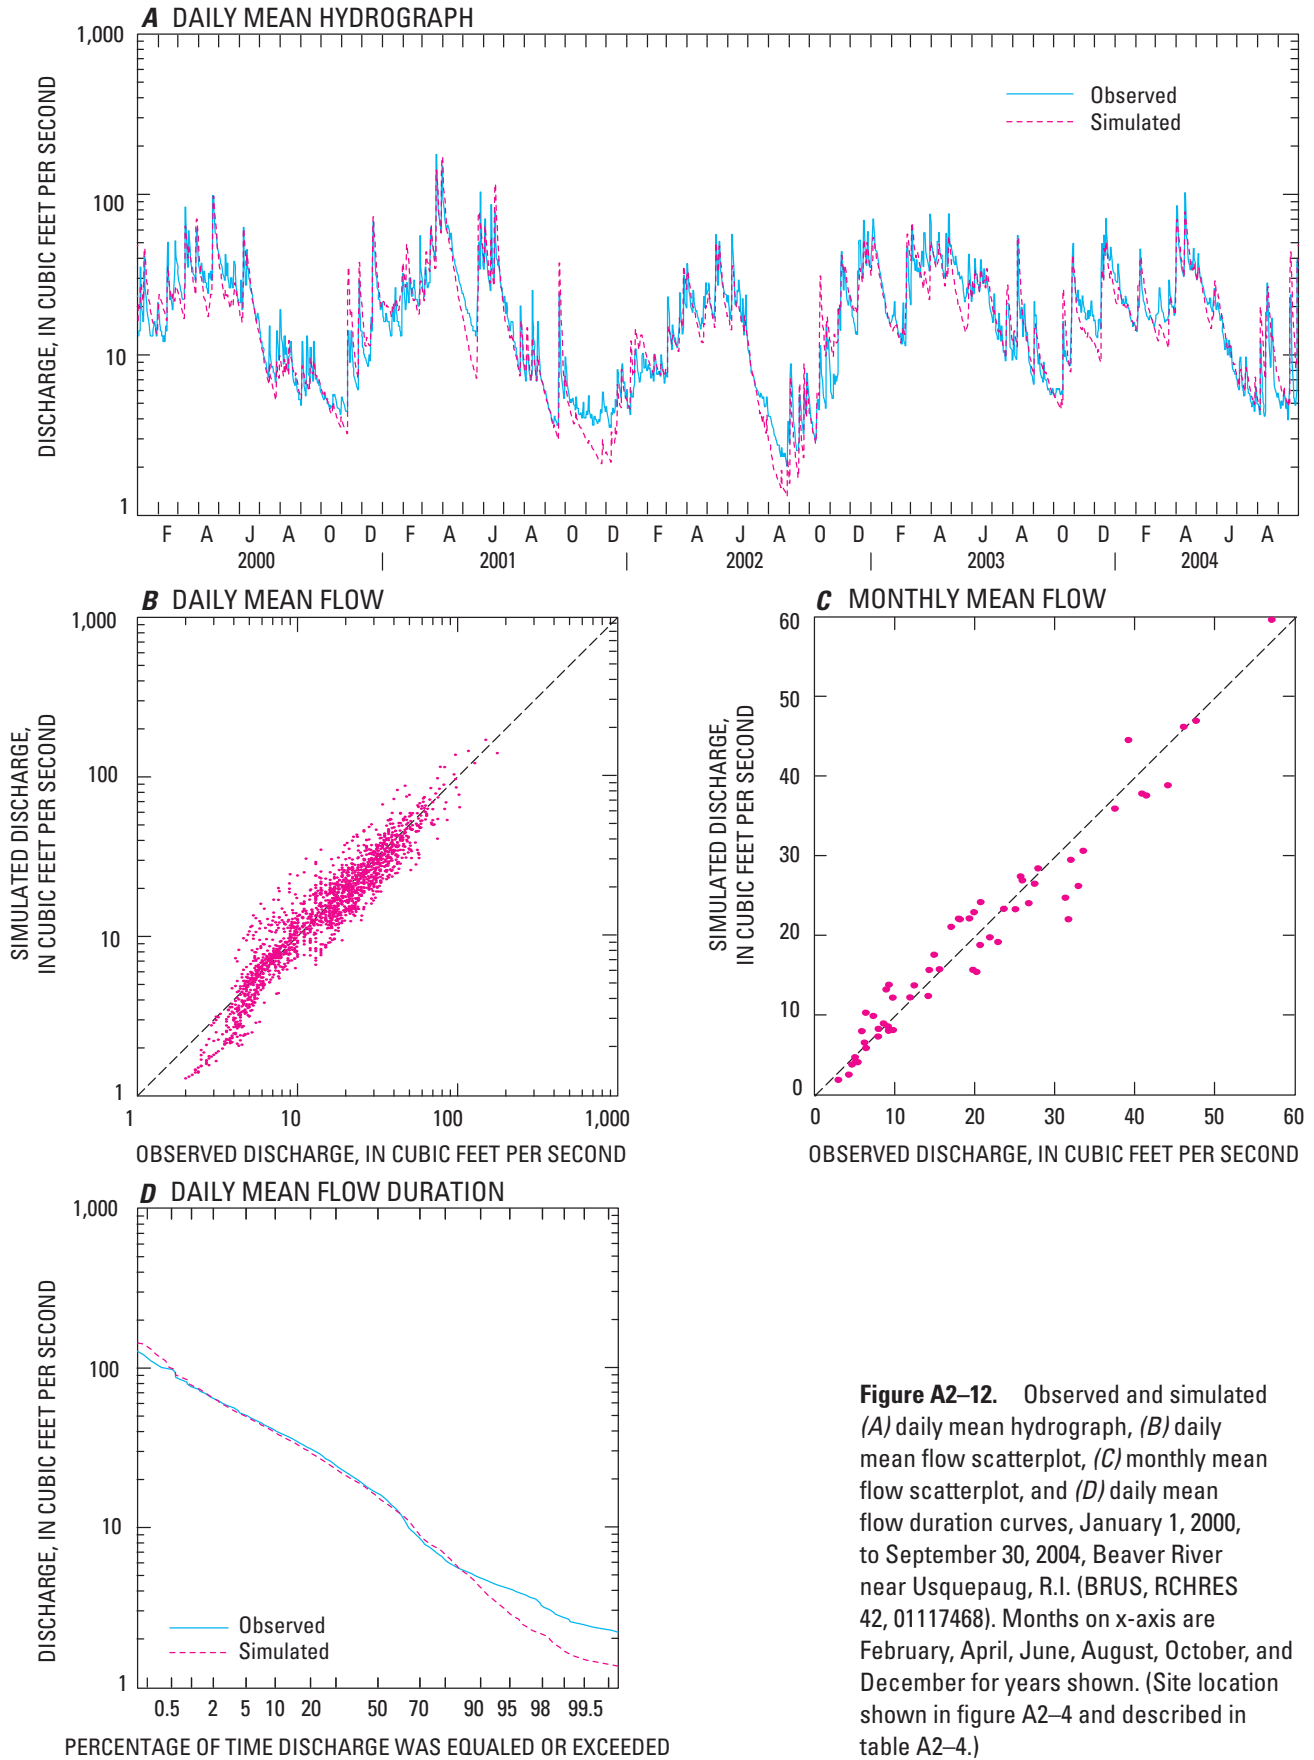 A DAILY MEAN HYDROGRAPH
1,000
100
10
1
DISCHARGE, IN CUBIC FEET PER SECOND
Observed
Simulated
F A J A O D F A J A O D F A J A O D F A J A O D F A J A
2000 | 2001 | 2002 | 2003 | 2004
B DAILY MEAN FLOW
1,000
100
10
1
SIMULATED DISCHARGE,
IN CUBIC FEET PER SECOND
1 10 100 1,000
OBSERVED DISCHARGE, IN CUBIC FEET PER SECOND
C MONTHLY MEAN FLOW
60
50
40
30
20
10
0
SIMULATED DISCHARGE,
IN CUBIC FEET PER SECOND
0 10 20 30 40 50 60
OBSERVED DISCHARGE, IN CUBIC FEET PER SECOND
D DAILY MEAN FLOW DURATION
1,000
100
10
1
DISCHARGE, IN CUBIC FEET PER SECOND
Observed
Simulated
0.5 2 5 10 20 50 70 90 95 98 99.5
PERCENTAGE OF TIME DISCHARGE WAS EQUALED OR EXCEEDED
Figure A2–12. Observed and simulated
(A) daily mean hydrograph, (B) daily
mean flow scatterplot, (C) monthly mean
flow scatterplot, and (D) daily mean
flow duration curves, January 1, 2000,
to September 30, 2004, Beaver River
near Usquepaug, R.I. (BRUS, RCHRES
42, 01117468). Months on x-axis are
February, April, June, August, October, and
December for years shown. (Site location
shown in figure A2–4 and described in
table A2–4.)